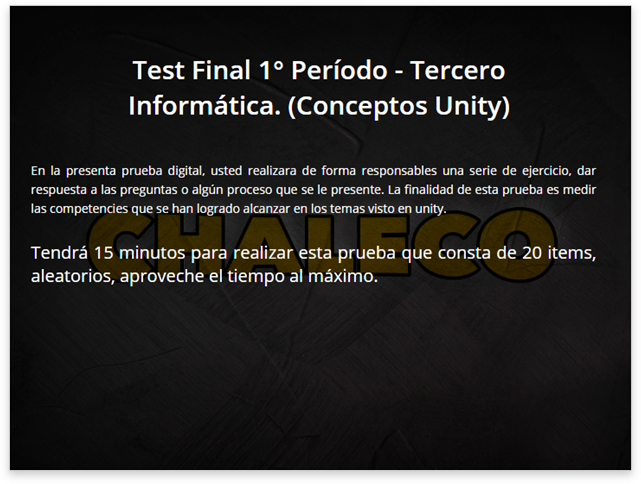 Test Final 1° Período - Tercero
Informática. (Conceptos Unity)
En la presenta prueba digital, usted realizara de forma responsables una serie de ejercicio, dar
respuesta a las preguntas o algún proceso que se le presente. La finalidad de esta prueba es medir
las competencies que se han logrado alcanzar en los temas visto en unity.
CHALECO
Tendrá 15 minutos para realizar esta prueba que consta de 20 items,
aleatorios, aproveche el tiempo al máximo.